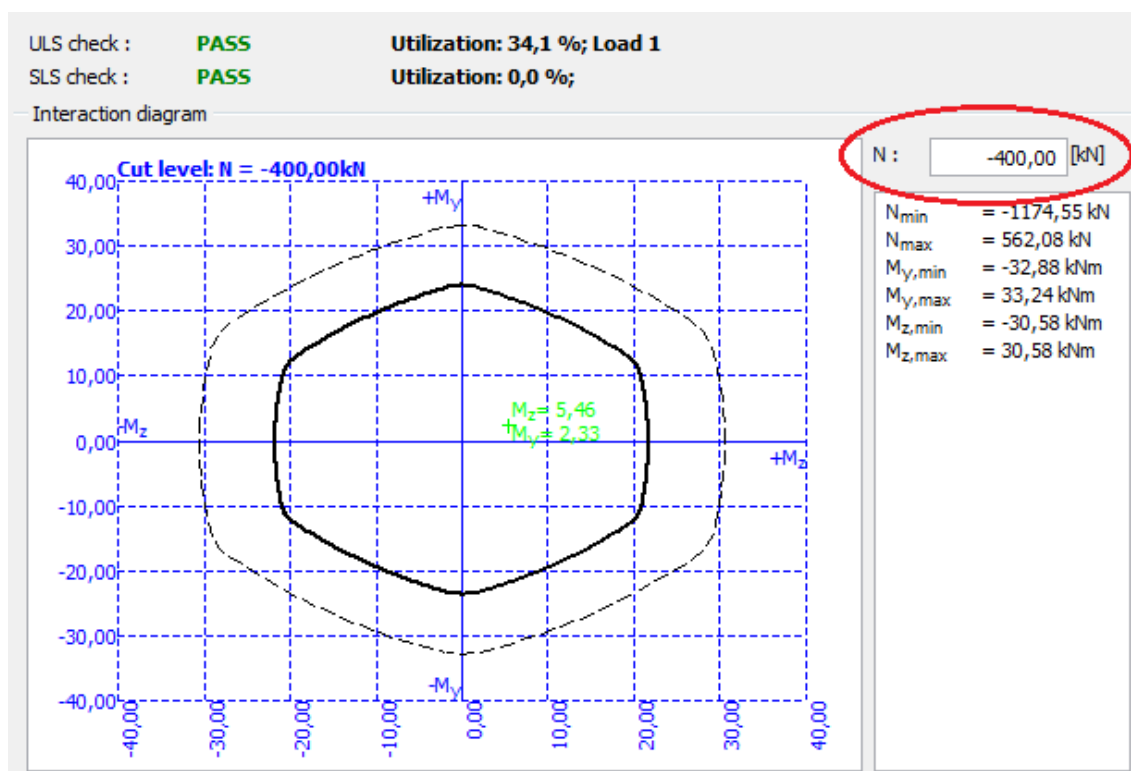 ULS check : PASS Utilization: 34,1 %; Load 1
SLS check : PASS Utilization: 0,0 %;
Interaction diagram
Cut level: N = -400,00kN
N : -400,00 [kN]
Nmin = -1174,55 kN
Nmax = 562,08 kN
My,min = -32,88 kNm
My,max = 33,24 kNm
Mz,min = -30,58 kNm
Mz,max = 30,58 kNm
40,00
+My
30,00
20,00
10,00
Mz= 5,46
0,00 -Mz
My= 2,33
+Mz
-10,00
-20,00
-30,00
-My
-40,00
-40,00 -30,00 -20,00 -10,00 0,00 10,00 20,00 30,00 40,00